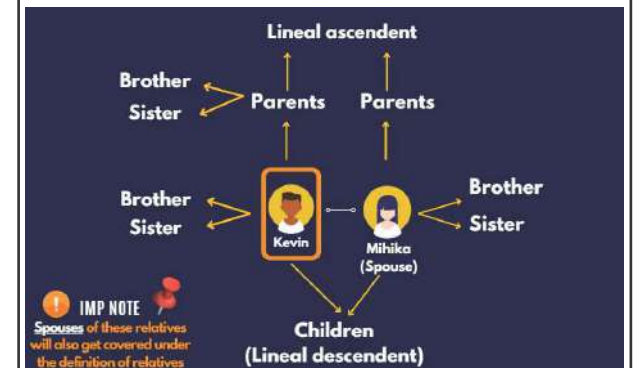 Lineal ascendent
Brother
Sister
Parents
Parents
Brother
Sister
Kevin
Mihika
(Spouse)
Brother
Sister
! IMP NOTE
Spouses of these relatives
will also get covered under
the definition of relatives
Children
(Lineal descendent)